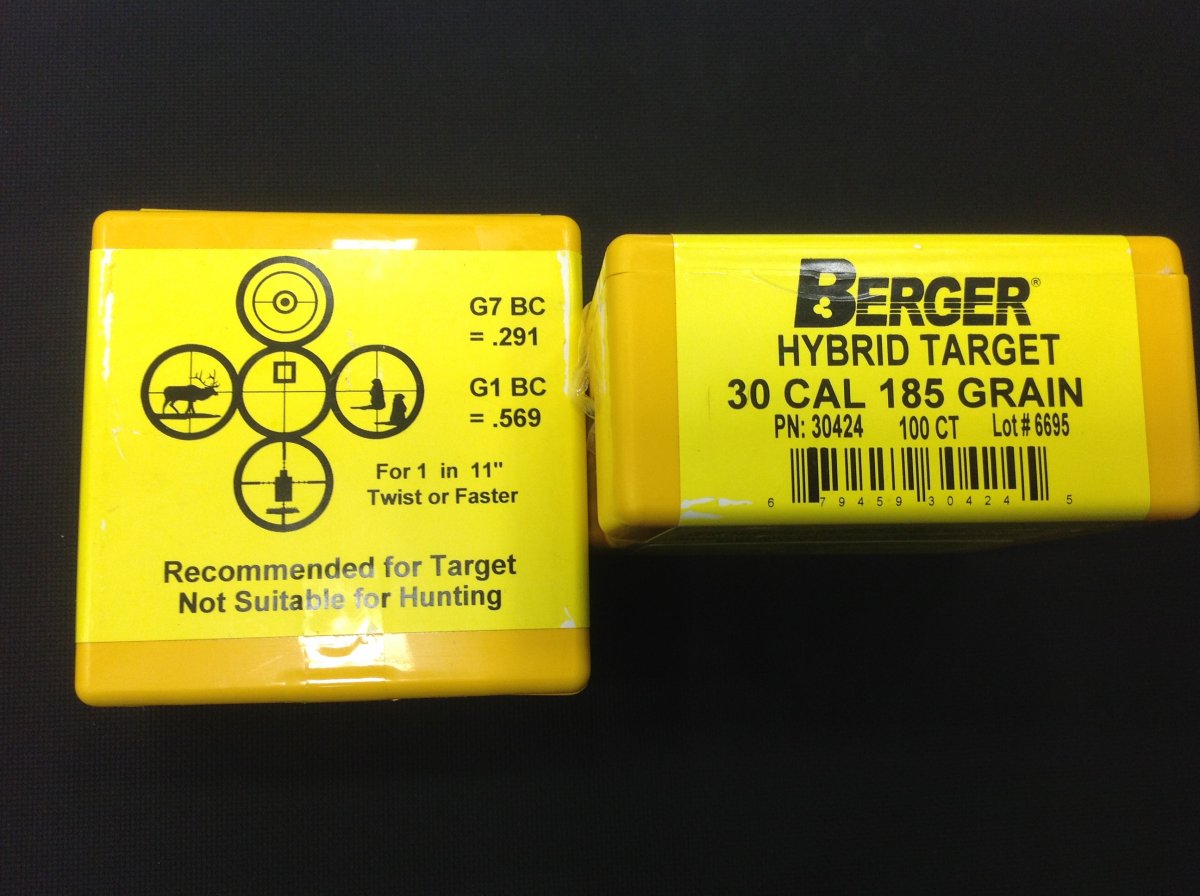 G7 BC
= .291
G1 BC
= .569
For 1 in 11"
Twist or Faster
Recommended for Target
Not Suitable for Hunting
BERGER®
HYBRID TARGET
30 CAL 185 GRAIN
PN: 30424 100 CT Lot # 6695
6 79459 30424 5